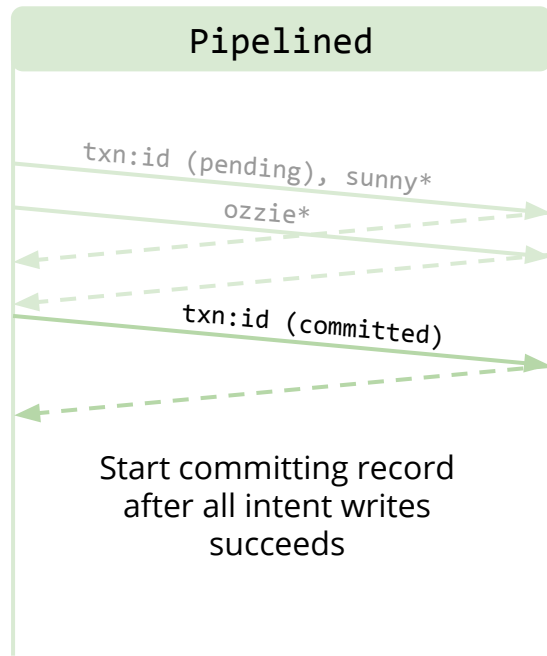 Pipelined
txn:id (pending), sunny*
ozzie*
txn:id (committed)
Start committing record
after all intent writes
succeeds